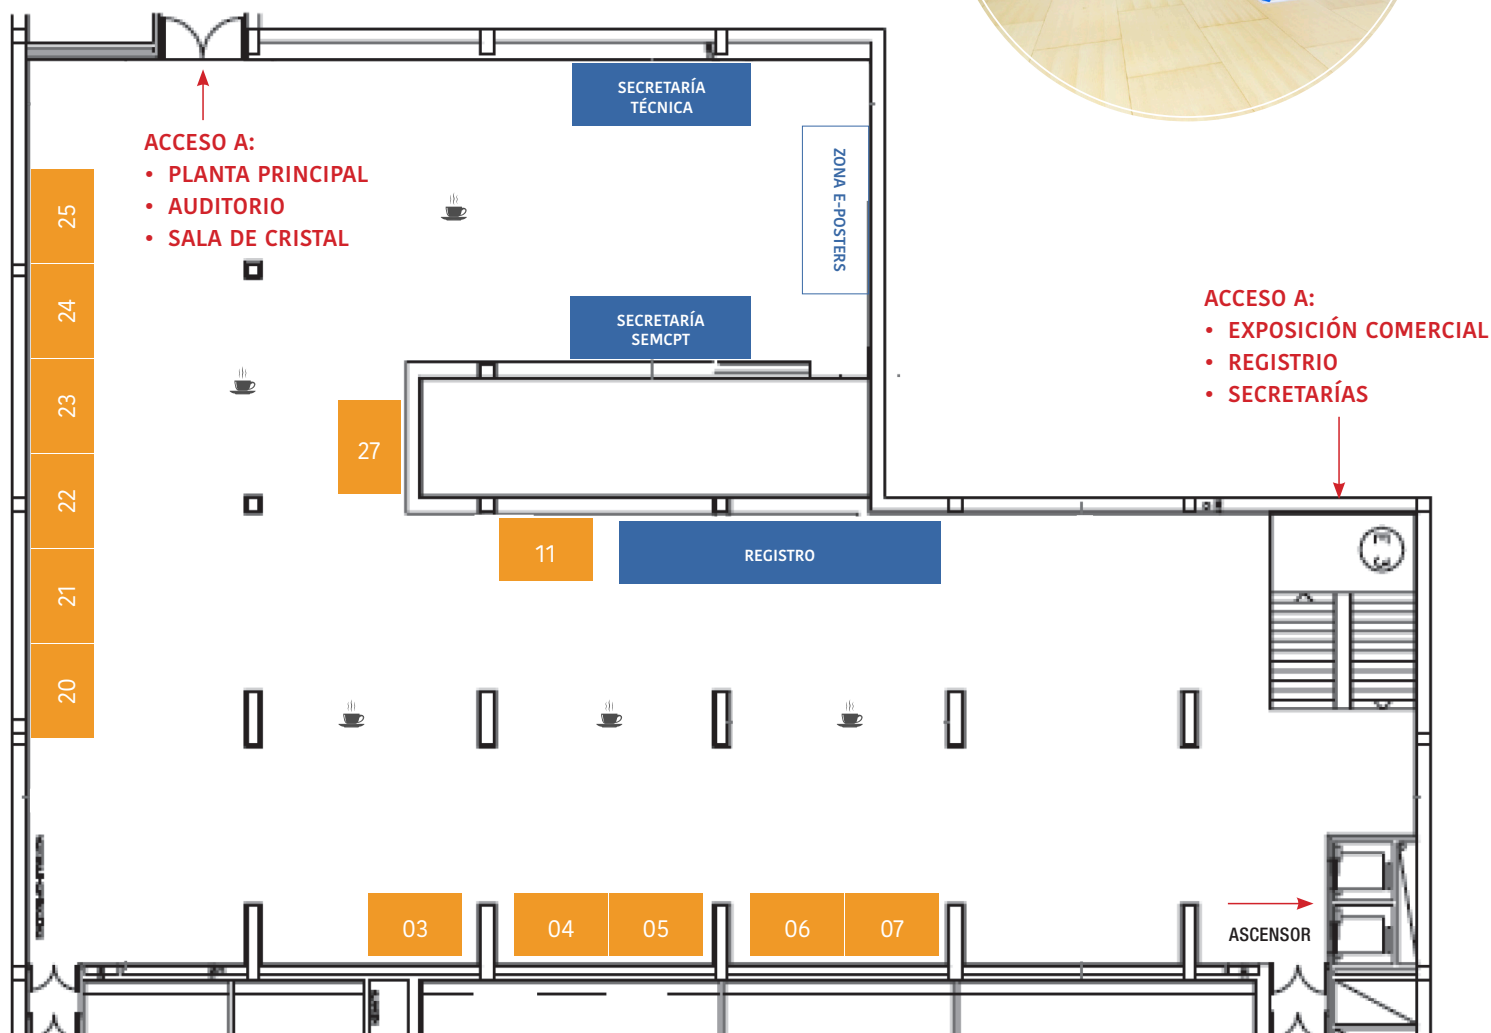 SECRETARÍA
TÉCNICA
ACCESO A:
• PLANTA PRINCIPAL
• AUDITORIO
• SALA DE CRISTAL
ZONA E-POSTERS
25
24
23
22
21
20
SECRETARÍA
SEMCPT
ACCESO A:
• EXPOSICIÓN COMERCIAL
• REGISTRIO
• SECRETARÍAS
27
11
REGISTRO
03
04
05
06
07
ASCENSOR